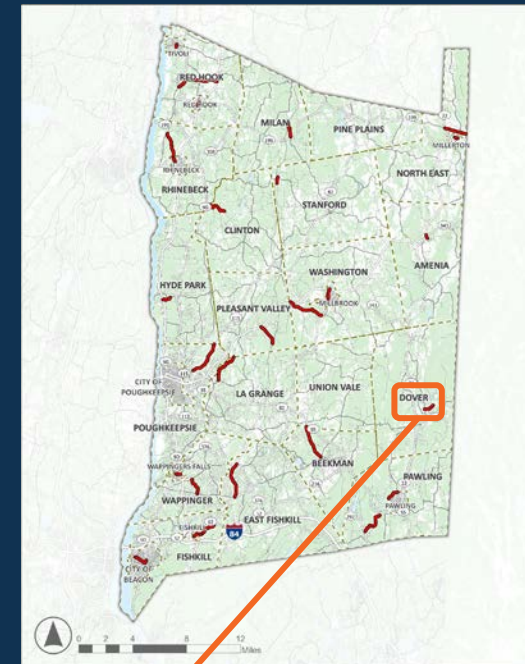 TIVOLI
RED HOOK
RED HOOK
MILAN
PINE PLAINS
MILLERTON
RHINEBECK
NORTH EAST
RHINEBECK
STANFORD
CLINTON
AMENIA
WASHINGTON
HYDE PARK
MILLBROOK
PLEASANT VALLEY
CITY OF
POUGHKEEPSIE
UNION VALE
LA GRANGE
DOVER
POUGHKEEPSIE
WAPPINGERS FALLS
BEEKMAN
PAWLING
WAPPINGER
PAWLING
EAST FISHKILL
FISHKILL
84
FISHKILL
CITY OF
BEACON
0 2 4 8 12
Miles